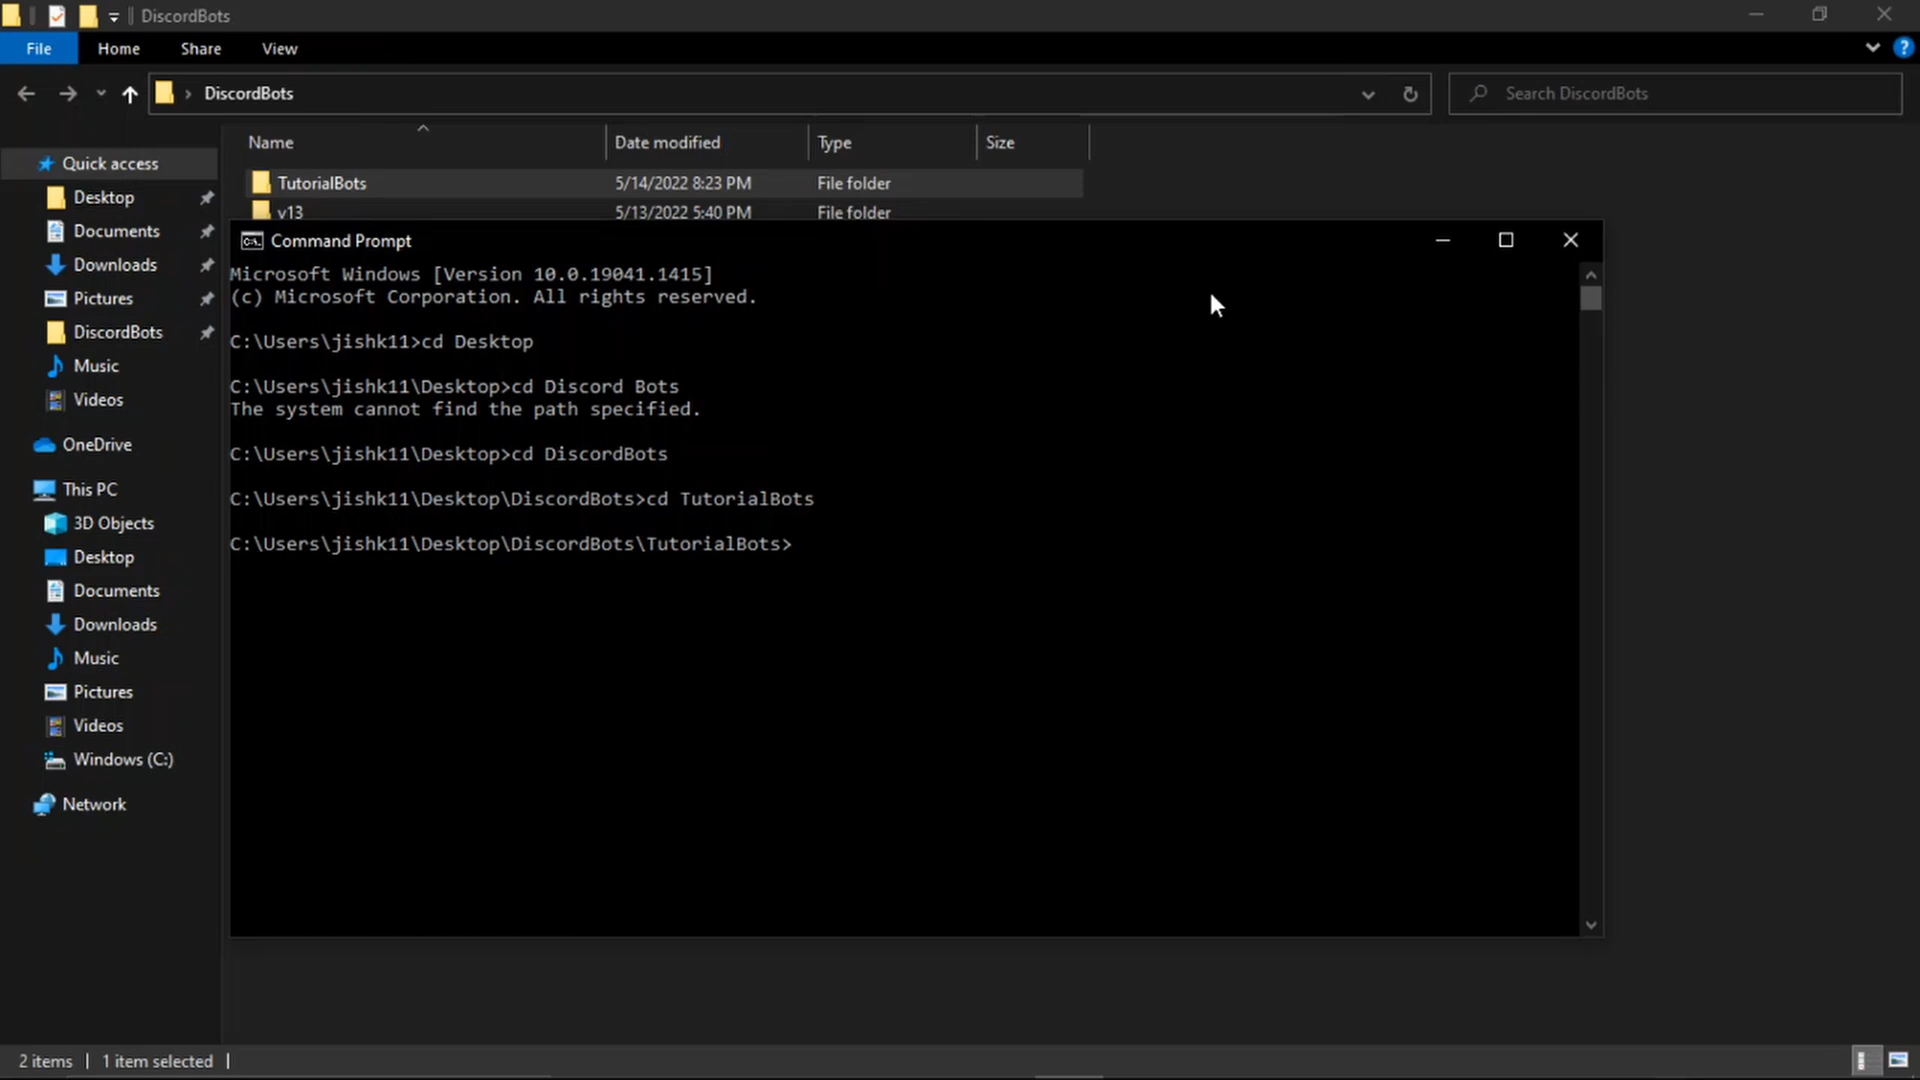 DiscordBots
File Home Share View
DiscordBots
Search DiscordBots
Name Date modified Type Size
Quick access
Desktop
Documents
Downloads
Pictures
DiscordBots
Music
Videos
OneDrive
This PC
3D Objects
Desktop
Documents
Downloads
Music
Pictures
Videos
Windows (C:)
Network
TutorialBots 5/14/2022 8:23 PM File folder
v13 5/13/2022 5:40 PM File folder
Command Prompt
Microsoft Windows [Version 10.0.19041.1415]
(c) Microsoft Corporation. All rights reserved.
C:\Users\jishk11>cd Desktop
C:\Users\jishk11\Desktop>cd Discord Bots
The system cannot find the path specified.
C:\Users\jishk11\Desktop>cd DiscordBots
C:\Users\jishk11\Desktop\DiscordBots>cd TutorialBots
C:\Users\jishk11\Desktop\DiscordBots\TutorialBots>
2 items 1 item selected